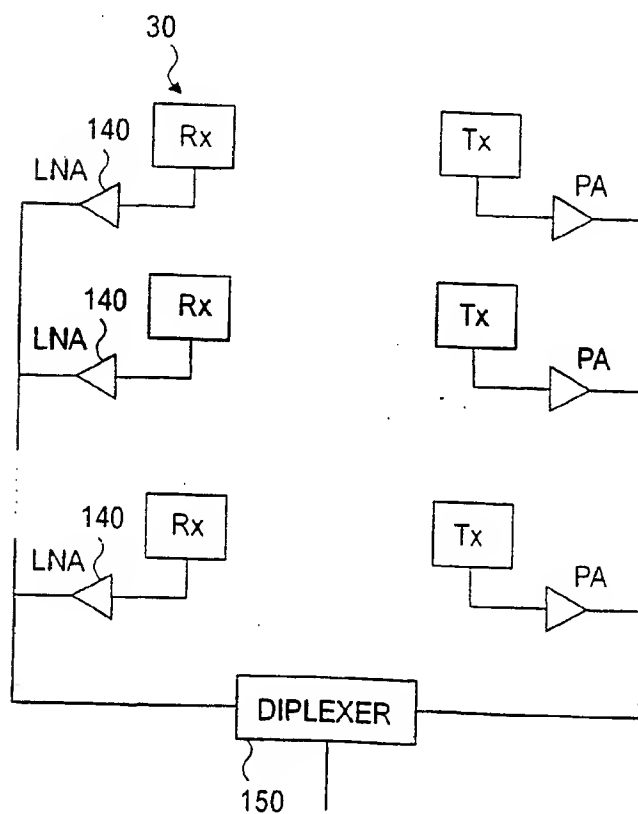 30
140
Rx
Tx
LNA
PA
140
Rx
Tx
LNA
PA
140
Rx
Tx
LNA
PA
DIPLEXER
150